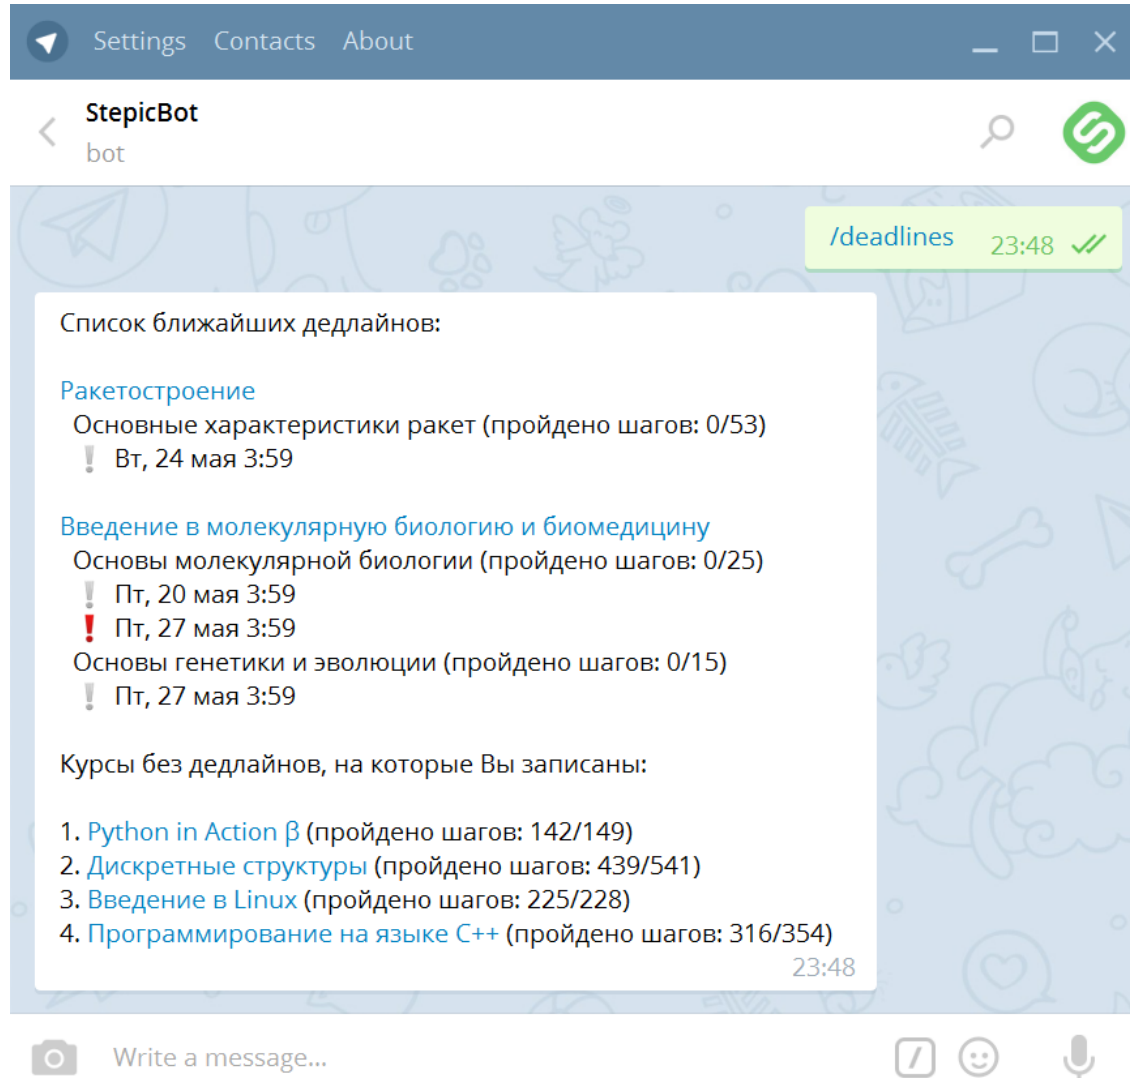 Settings Contacts About
StepicBot
bot
/deadlines 23:48
Список ближайших дедлайнов:
Ракетостроение
Основные характеристики ракет (пройдено шагов: 0/53)
Вт, 24 мая 3:59
Введение в молекулярную биологию и биомедицину
Основы молекулярной биологии (пройдено шагов: 0/25)
Пт, 20 мая 3:59
Пт, 27 мая 3:59
Основы генетики и эволюции (пройдено шагов: 0/15)
Пт, 27 мая 3:59
Курсы без дедлайнов, на которые Вы записаны:
1. Python in Action β (пройдено шагов: 142/149)
2. Дискретные структуры (пройдено шагов: 439/541)
3. Введение в Linux (пройдено шагов: 225/228)
4. Программирование на языке C++ (пройдено шагов: 316/354)
23:48
Write a message...